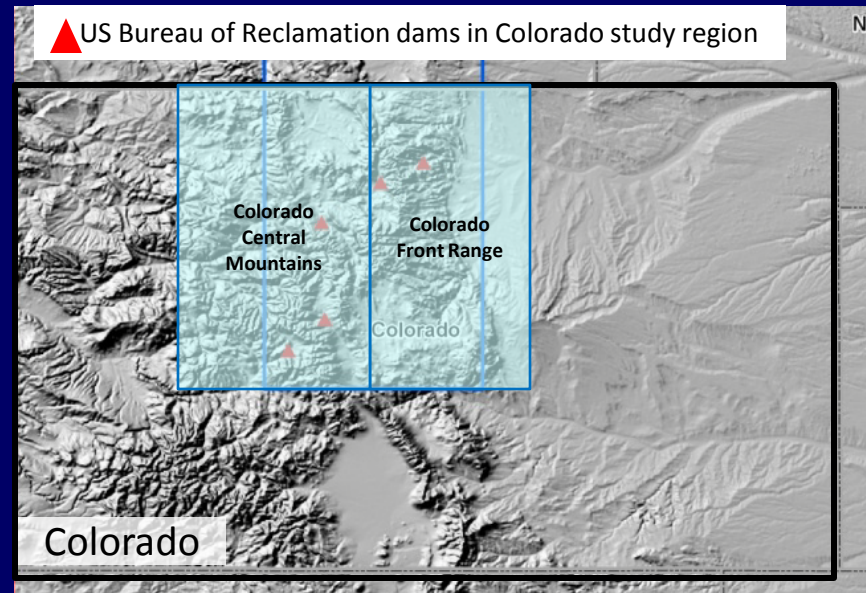 US Bureau of Reclamation dams in Colorado study region
N
Colorado
Central
Mountains
Colorado
Front Range
Colorado
Colorado